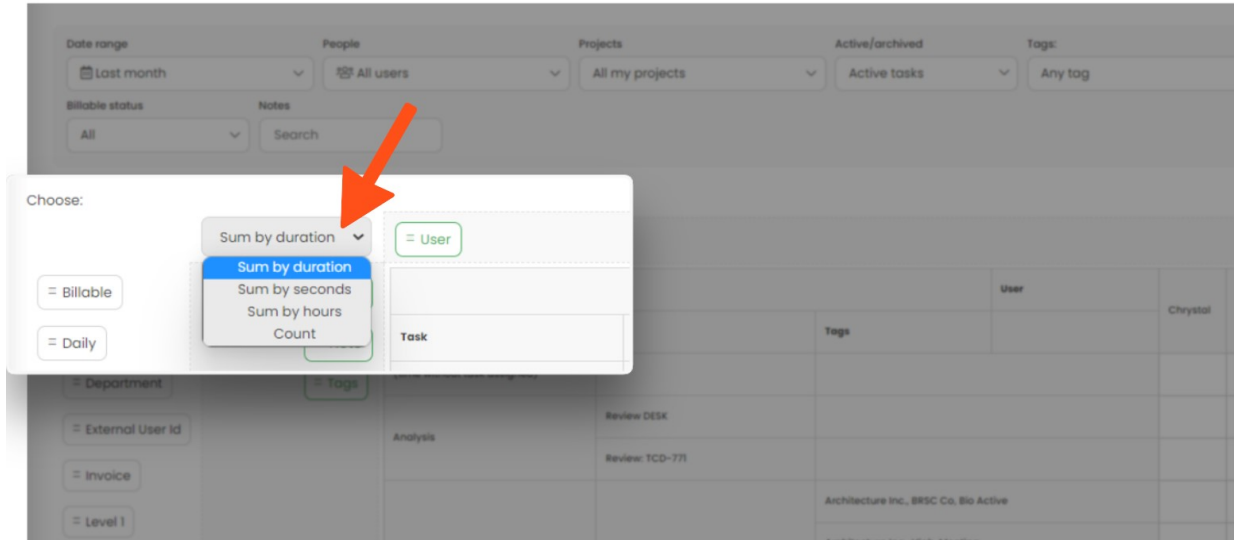 Date range People Projects Active/archived Tags:
Last month All users All my projects Active tasks Any tag
Billable status Notes
All Search
Choose:
Sum by duration = User
Sum by duration
= Billable Sum by seconds User
Sum by hours Chrystal
= Daily Count Task Tags
= Department = Tags
Review DESK
= External User Id Analysis
Review: TCD-771
= Invoice
Architecture Inc., BRSC Co, Bio Active
= Level 1